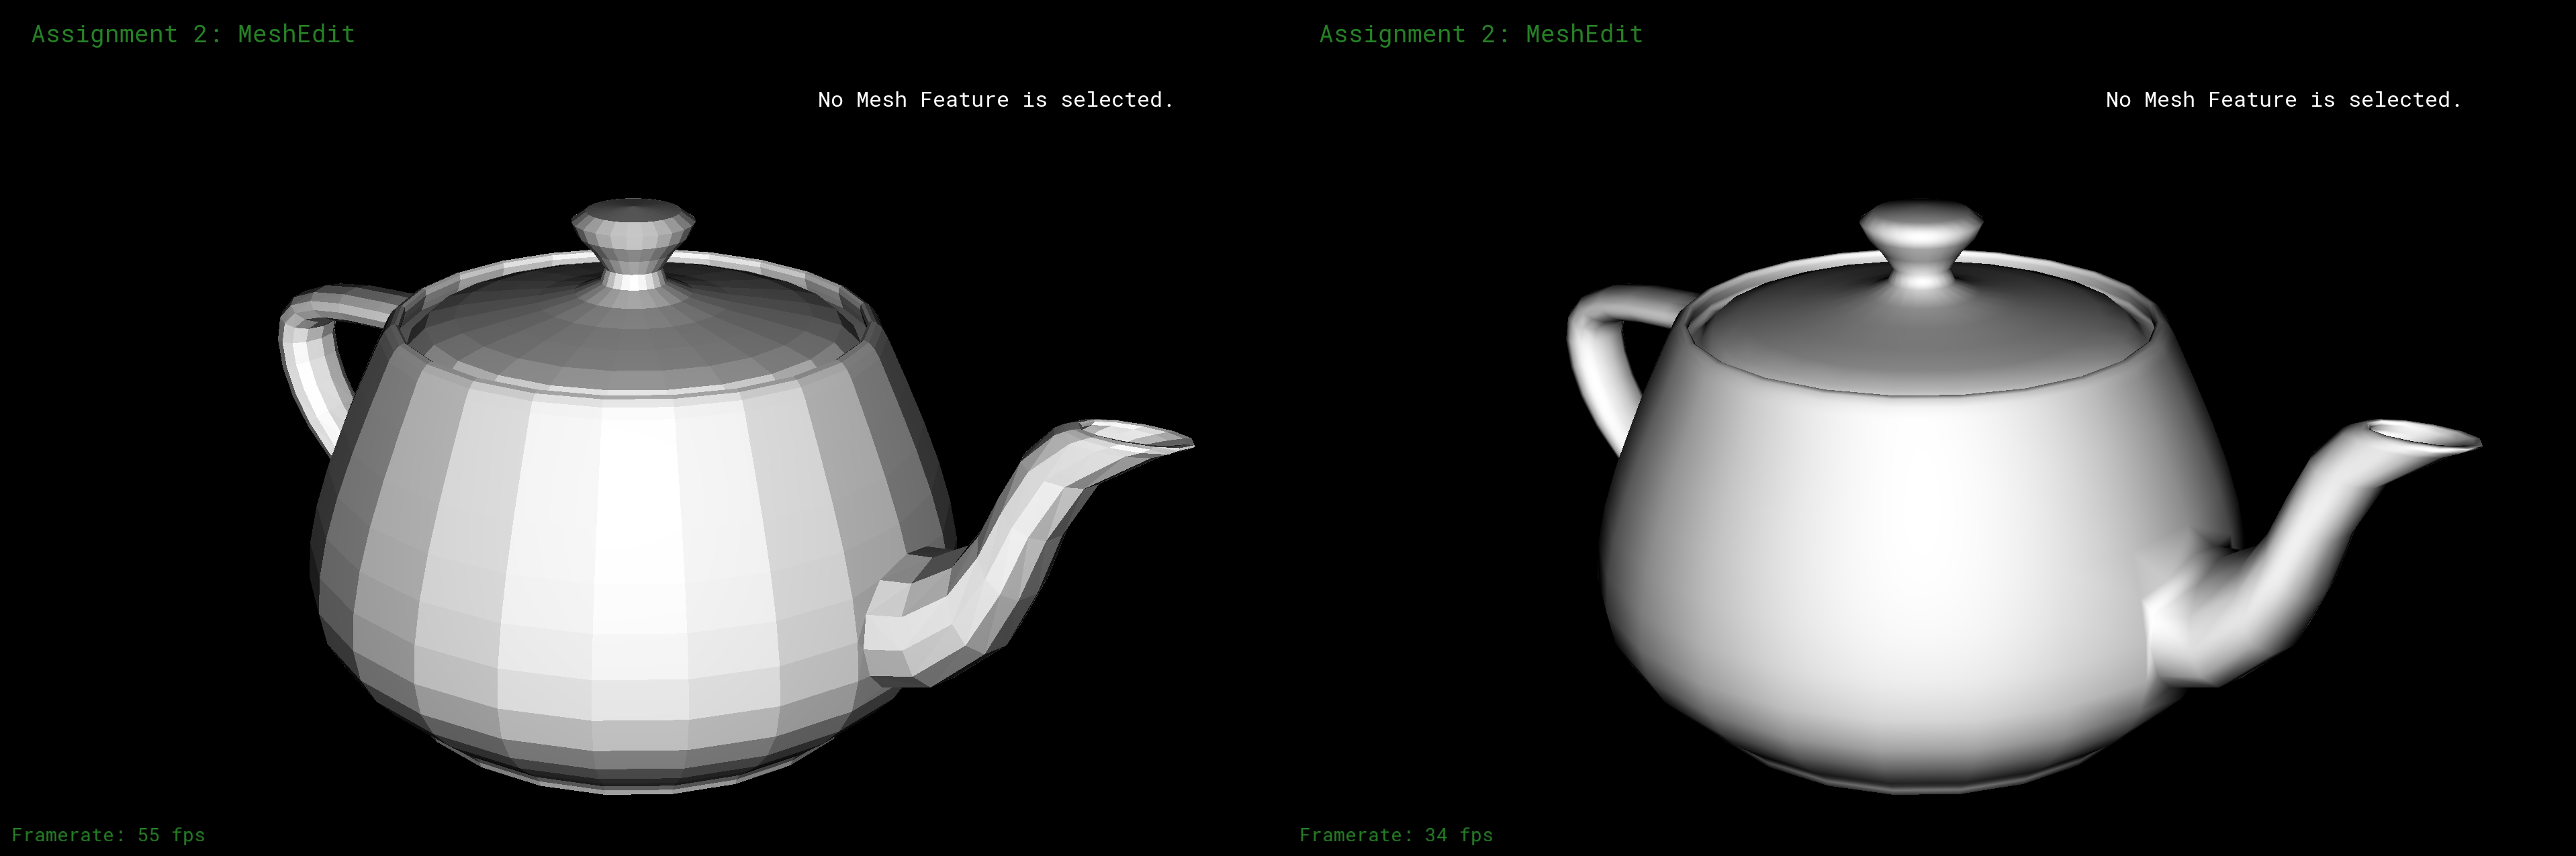 Assignment 2: MeshEdit
No Mesh Feature is selected.
Framerate: 55 fps
Assignment 2: MeshEdit
No Mesh Feature is selected.
Framerate: 34 fps